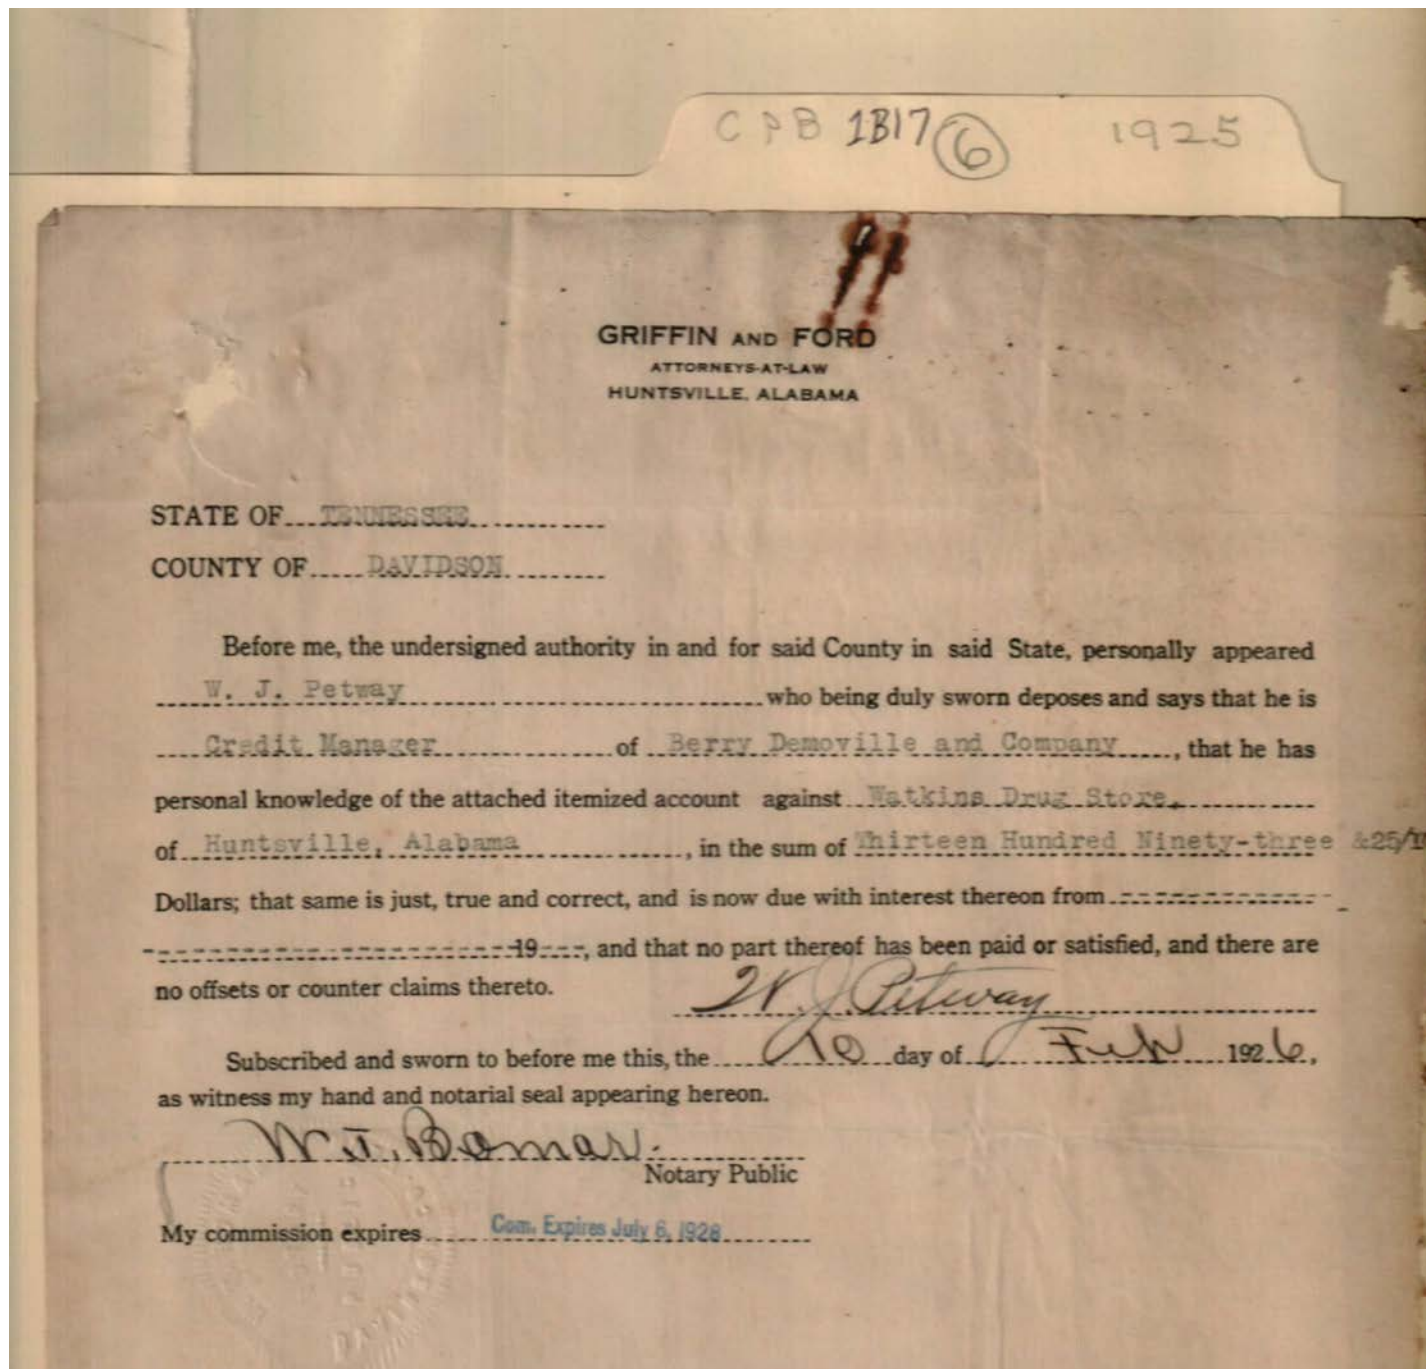 CPB 1B17 6 1925
GRIFFIN AND FORD
ATTORNEYS-AT-LAW
HUNTSVILLE, ALABAMA
STATE OF TENNESSEE
COUNTY OF DAVIDSON
Before me, the undersigned authority in and for said County in said State, personally appeared
W. J. Petway who being duly sworn deposes and says that he is
Credit Manager of Berry Demoville and Company, that he has
personal knowledge of the attached itemized account against Watkins Drug Store,
of Huntsville, Alabama, in the sum of Thirteen Hundred Ninety-three &25/1
Dollars; that same is just, true and correct, and is now due with interest thereon from
19, and that no part thereof has been paid or satisfied, and there are
no offsets or counter claims thereto. W. J. Petway
Subscribed and sworn to before me this, the day of Feb 1926,
as witness my hand and notarial seal appearing hereon.
W. J. Bomar.
Notary Public
My commission expires Com. Expires July 6, 1928